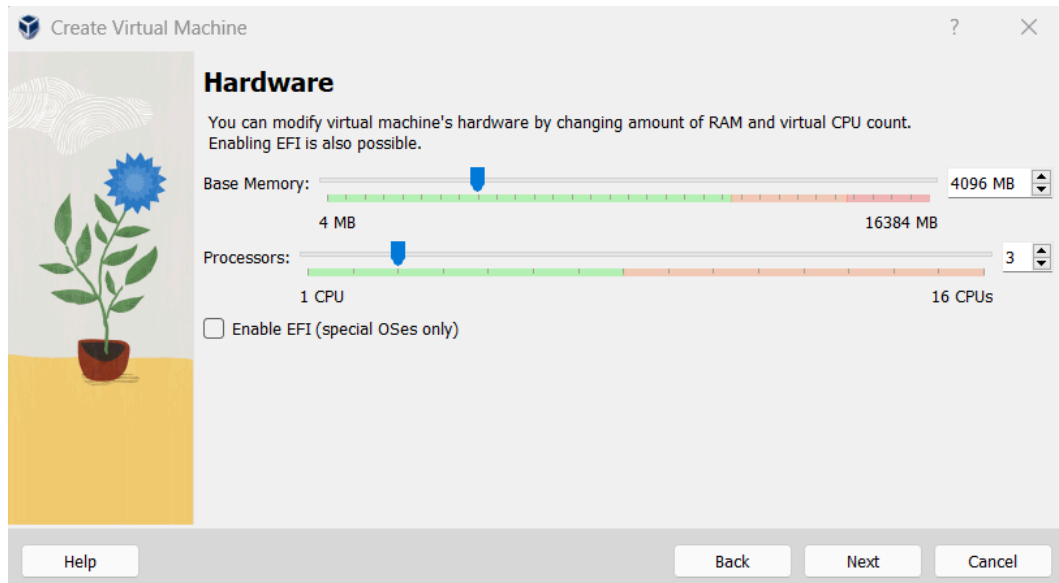 Create Virtual Machine
?
Hardware
You can modify virtual machine's hardware by changing amount of RAM and virtual CPU count.
Enabling EFI is also possible.
Base Memory: 4096 MB
4 MB 16384 MB
Processors: 3
1 CPU 16 CPUs
Enable EFI (special OSes only)
Help Back Next Cancel